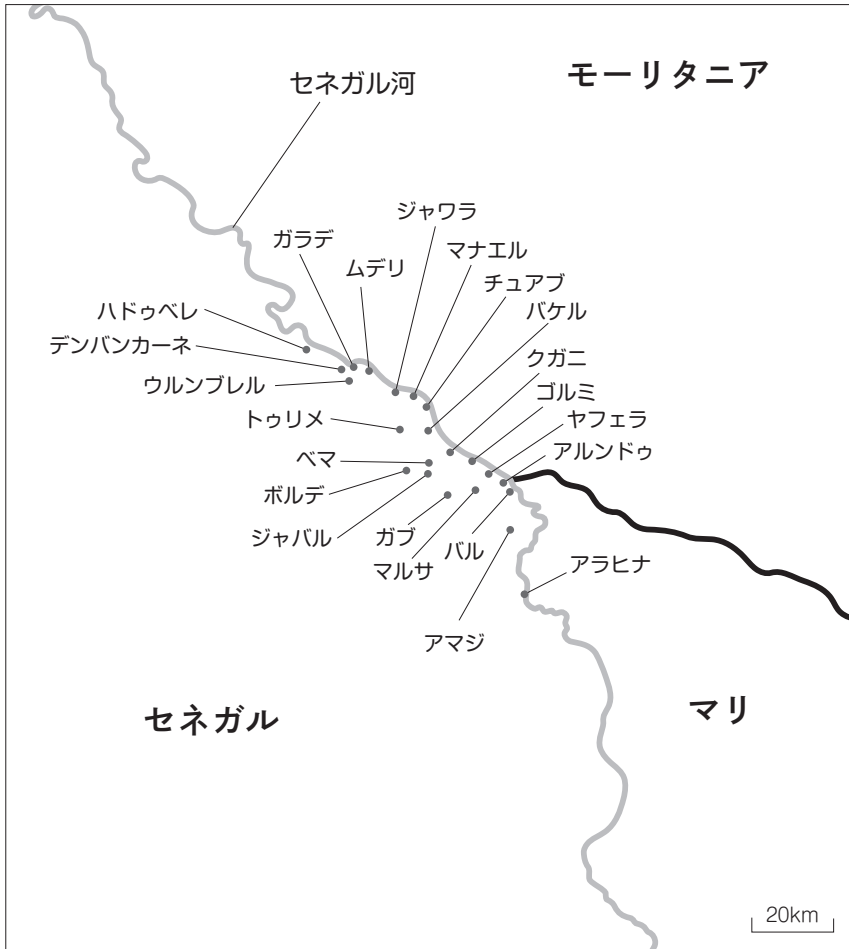 モーリタニア
セネガル河
ジャワラ
ガラデ
マナエル
ムデリ
チュアブ
バケル
ハドゥベレ
デンバンカーネ
クガニ
ウルンブレル
ゴルミ
トゥリメ
ヤフェラ
アルンドゥ
ベマ
ボルデ
ジャバル
ガブ
バル
マルサ
アラヒナ
アマジ
セネガル
マリ
20km